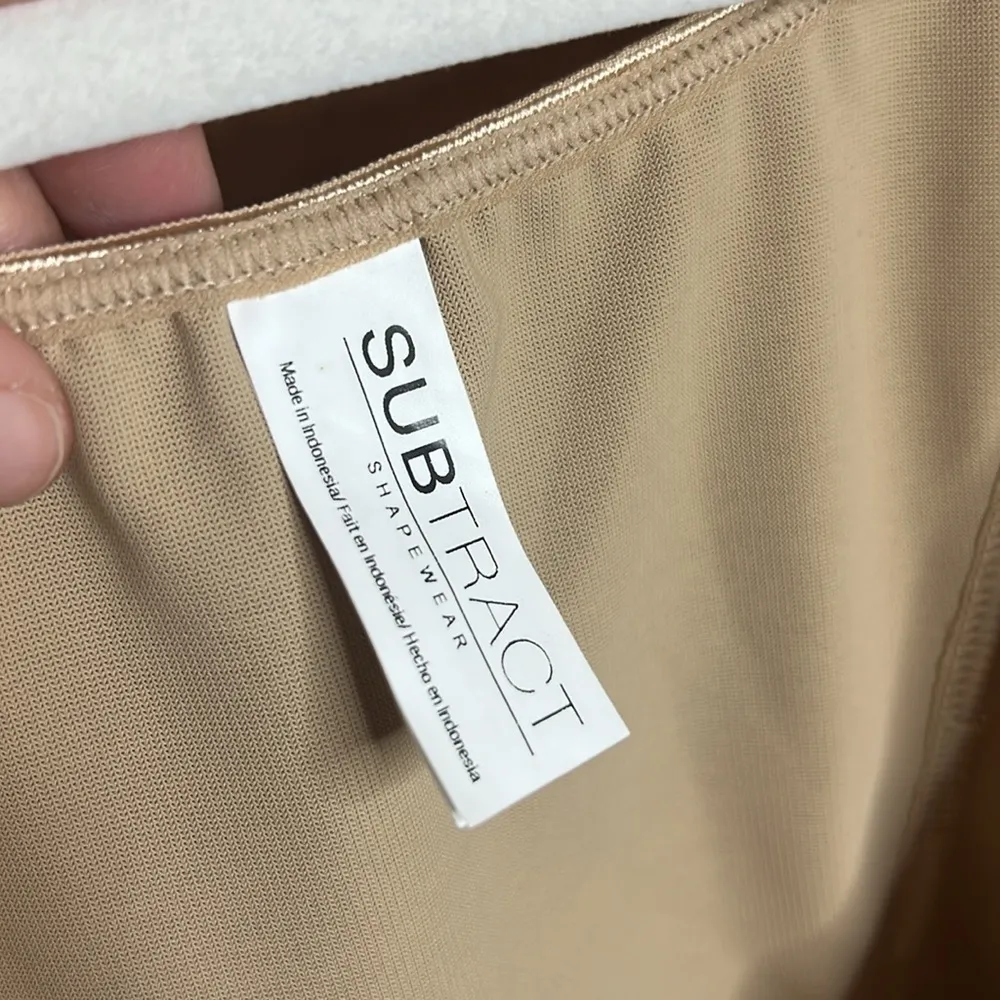 SUBTRACT
SHAPEWEAR
Made in Indonesia/ Fait en Indonésie/ Hecho en Indonesia